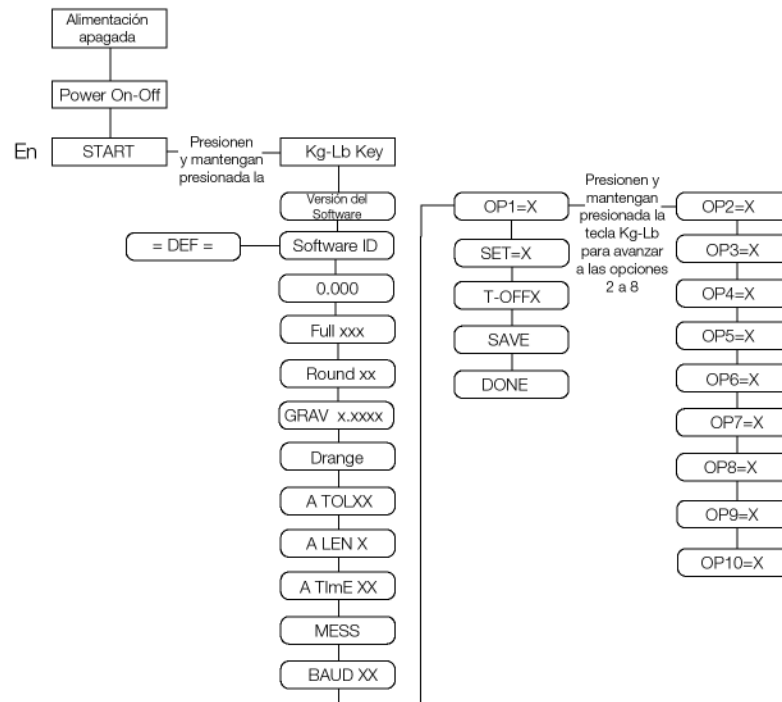 Alimentación
apagada
Power On-Off
En
START
Presionen
y mantengan
presionada la
Kg-Lb Key
Versión del
Software
= DEF =
Software ID
0.000
Full xxx
Round xx
GRAV x.xxxx
Drange
A TOLXX
A LEN X
A TImE XX
MESS
BAUD XX
OP1=X
SET=X
T-OFFX
SAVE
DONE
Presionen y
mantengan
presionada la
tecla Kg-Lb
para avanzar
a las opciones
2 a 8
OP2=X
OP3=X
OP4=X
OP5=X
OP6=X
OP7=X
OP8=X
OP9=X
OP10=X